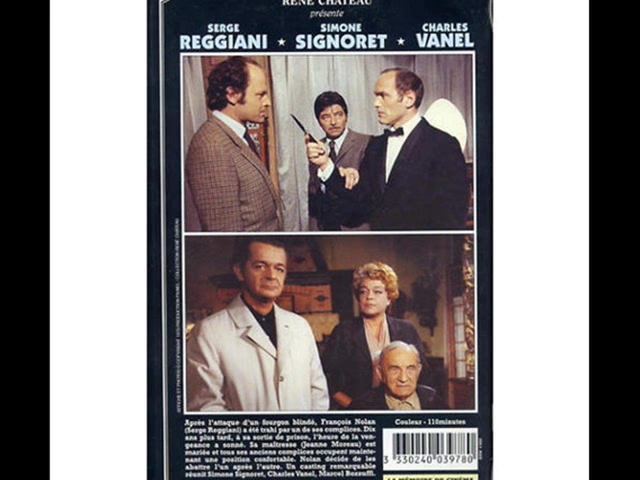 RENÉ CHATEAU
présente
SERGE SIMONE CHARLES
REGGIANI ★ SIGNORET ★ VANEL
Après l'attaque d'un fourgon blindé, François Nolan
(Serge Reggiani) a été trahi par un de ses complices. Dix
ans plus tard, à sa sortie de prison, l'heure de la ven-
geance a sonné. Sa maîtresse (Jeanne Moreau) est
mariée et tous ses anciens complices occupent mainte-
nant une position confortable. Nolan décide de les
abattre l'un après l'autre. Un casting remarquable
réunit Simone Signoret, Charles Vanel, Marcel Bozzuffi.
Couleur - 110minutes
3 330240 039780
LA MÉMOIRE DU CINÉMA